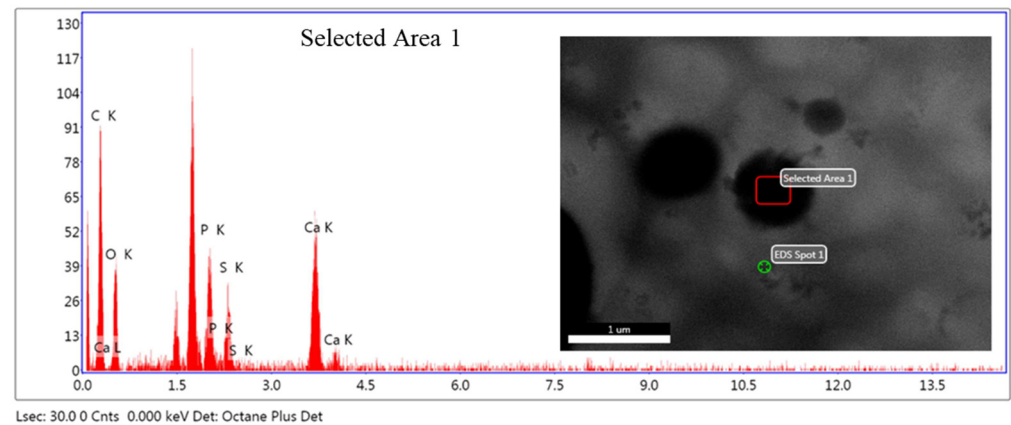 Selected Area 1
130
117
104
91
78
65
52
39
26
13
0
C K
O K
Ca L
P K
S K
P K
S K
Ca K
Ca K
0.0 1.5 3.0 4.5 6.0 7.5 9.0 10.5 12.0 13.5
Selected Area 1
EDS Spot 1
1 um
Lsec: 30.0 0 Cnts 0.000 keV Det: Octane Plus Det